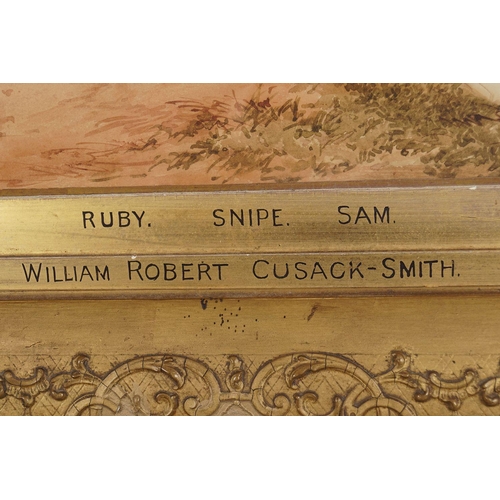 RUBY. SNIPE. SAM.
WILLIAM ROBERT CUSACK-SMITH.